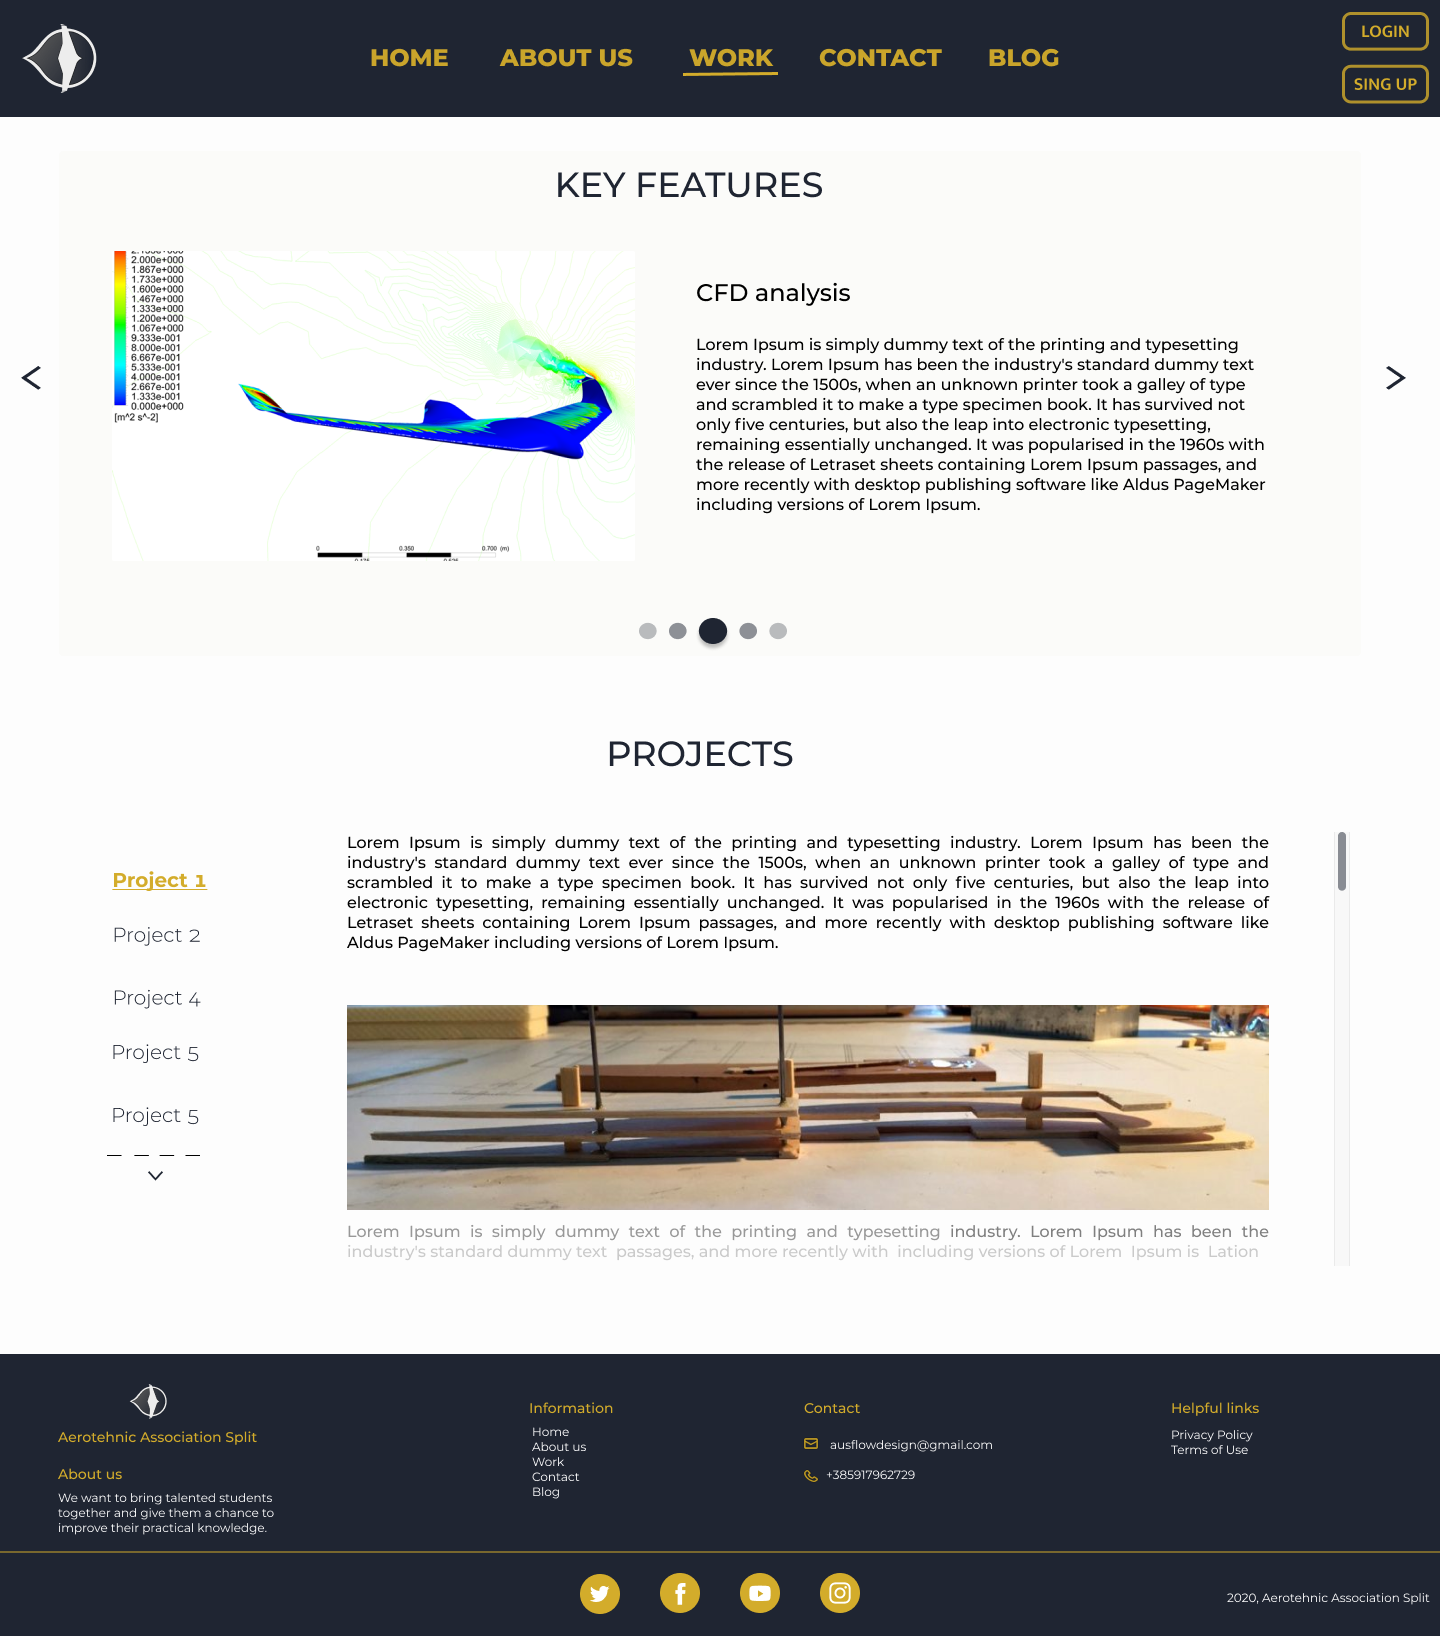 HOME ABOUT US WORK CONTACT BLOG
LOGIN
SING UP
KEY FEATURES
2.000e+000
1.867e+000
1.733e+000
1.600e+000
1.467e+000
1.333e+000
1.200e+000
1.067e+000
9.333e-001
8.000e-001
6.667e-001
5.333e-001
4.000e-001
2.667e-001
1.333e-001
0.000e+000
[m^2 s^-2]
0 0.350 0.700 (m)
CFD analysis
Lorem Ipsum is simply dummy text of the printing and typesetting
industry. Lorem Ipsum has been the industry's standard dummy text
ever since the 1500s, when an unknown printer took a galley of type
and scrambled it to make a type specimen book. It has survived not
only five centuries, but also the leap into electronic typesetting,
remaining essentially unchanged. It was popularised in the 1960s with
the release of Letraset sheets containing Lorem Ipsum passages, and
more recently with desktop publishing software like Aldus PageMaker
including versions of Lorem Ipsum.
PROJECTS
Project 1
Project 2
Project 4
Project 5
Project 5
Lorem Ipsum is simply dummy text of the printing and typesetting industry. Lorem Ipsum has been the
industry's standard dummy text ever since the 1500s, when an unknown printer took a galley of type and
scrambled it to make a type specimen book. It has survived not only five centuries, but also the leap into
electronic typesetting, remaining essentially unchanged. It was popularised in the 1960s with the release of
Letraset sheets containing Lorem Ipsum passages, and more recently with desktop publishing software like
Aldus PageMaker including versions of Lorem Ipsum.
Lorem Ipsum is simply dummy text of the printing and typesetting industry. Lorem Ipsum has been the
industry's standard dummy text passages, and more recently with including versions of Lorem Ipsum is Lation
Aerotehnic Association Split
About us
We want to bring talented students
together and give them a chance to
improve their practical knowledge.
Information
Home
About us
Work
Contact
Blog
Contact
ausflowdesign@gmail.com
+385917962729
Helpful links
Privacy Policy
Terms of Use
2020, Aerotehnic Association Split